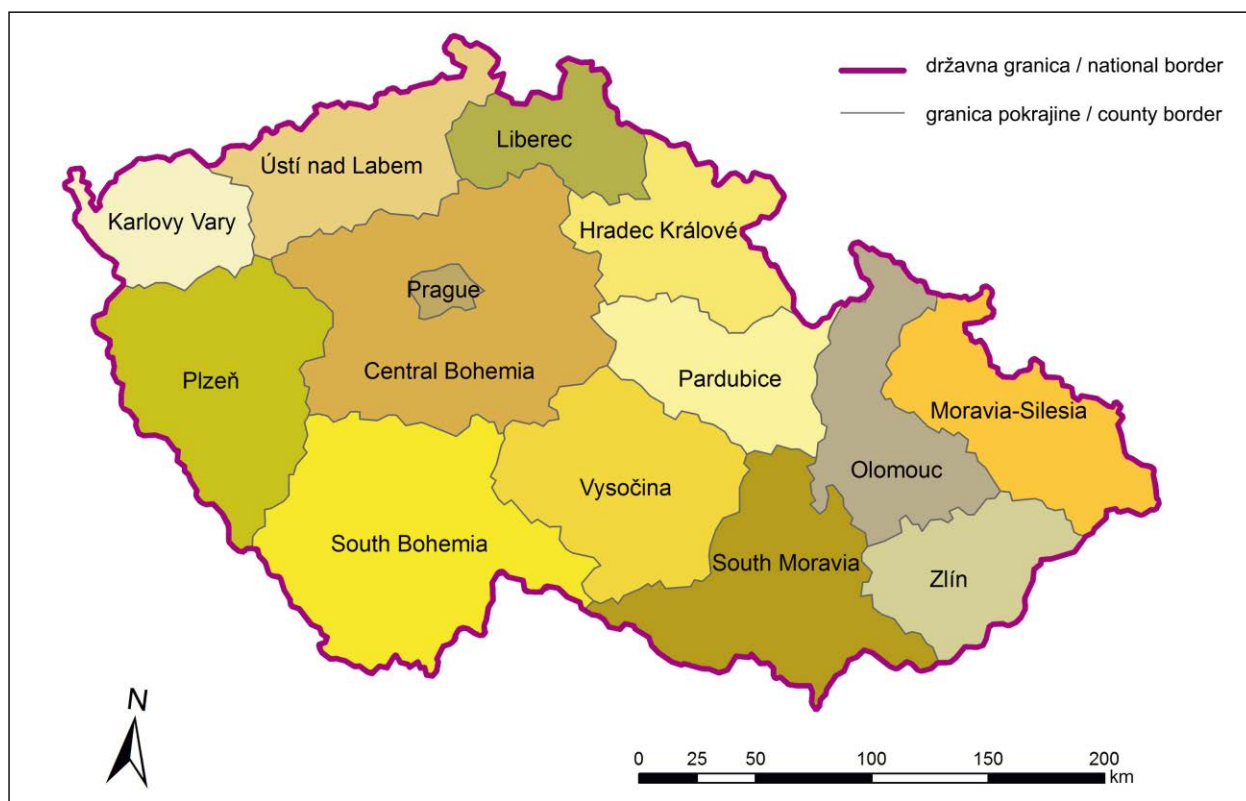 državna granica / national border
granica pokrajine / county border
Liberec
Ústí nad Labem
Karlovy Vary
Hradec Králové
Prague
Plzeň
Central Bohemia
Pardubice
Moravia-Silesia
Olomouc
Vysočina
South Bohemia
South Moravia
Zlín
N
0 25 50 100 150 200
km